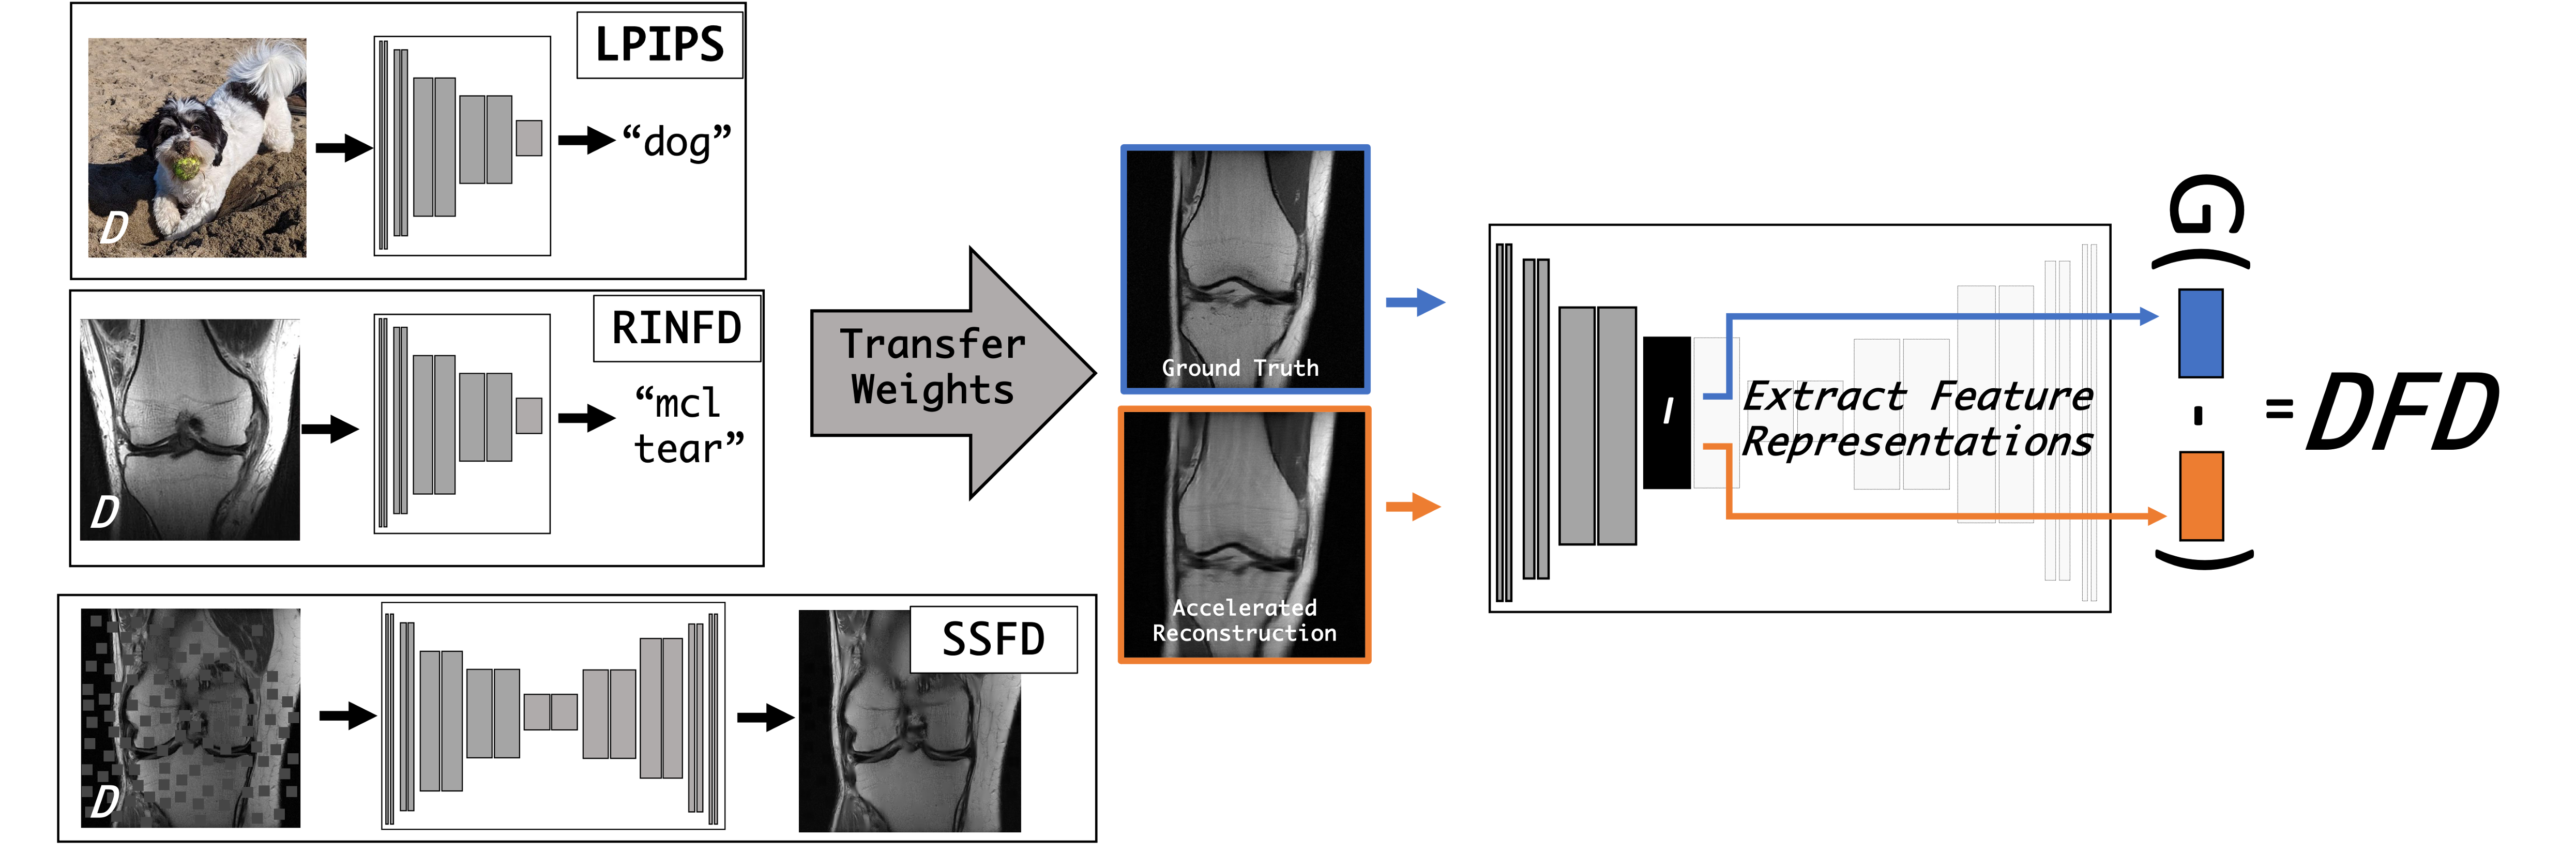 LPIPS
D
“dog”
RINFD
D
“mcl
tear”
SSFD
D
Transfer
Weights
Ground Truth
Accelerated
Reconstruction
l
Extract Feature
Representations
G(
-
)
= DFD